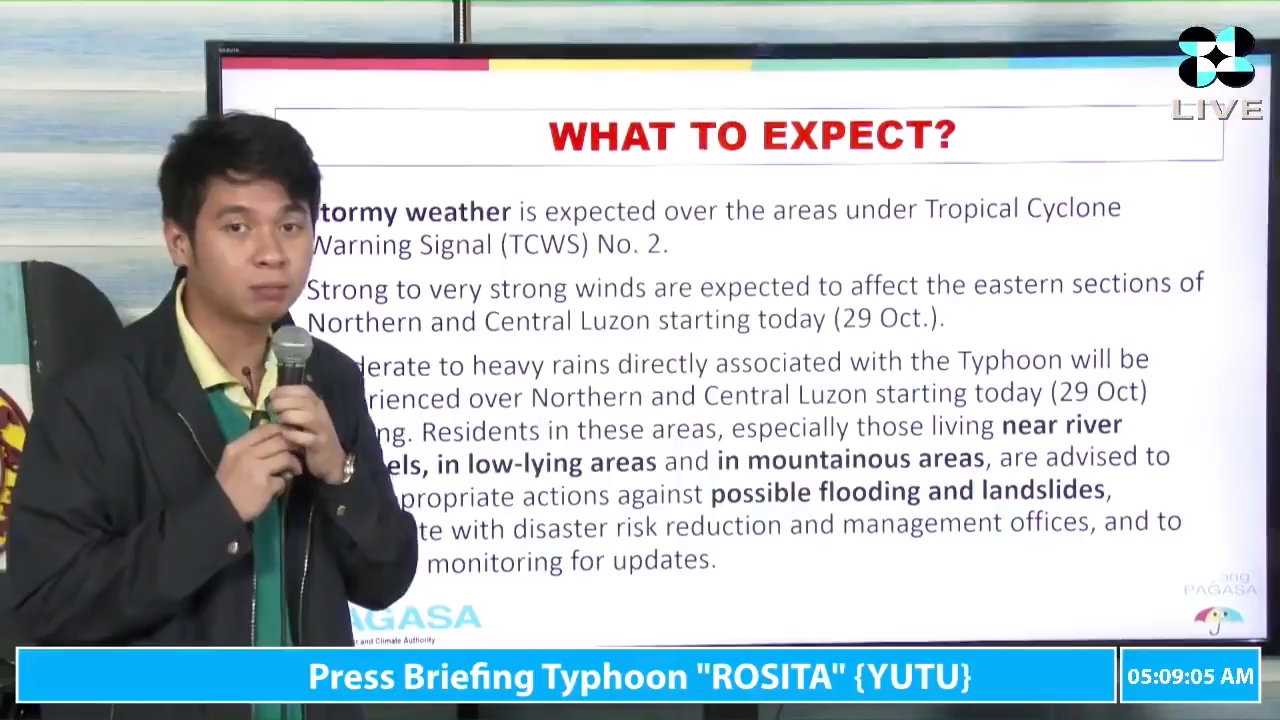 LIVE
WHAT TO EXPECT?
tormy weather is expected over the areas under Tropical Cyclone
Warning Signal (TCWS) No. 2.
Strong to very strong winds are expected to affect the eastern sections of
Northern and Central Luzon starting today (29 Oct.).
derate to heavy rains directly associated with the Typhoon will be
rienced over Northern and Central Luzon starting today (29 Oct)
ng. Residents in these areas, especially those living near river
els, in low-lying areas and in mountainous areas, are advised to
propriate actions against possible flooding and landslides,
te with disaster risk reduction and management offices, and to
monitoring for updates.
ong
PAGASA
AGASA
r and Climate Authority
Press Briefing Typhoon "ROSITA" {YUTU}
05:09:05 AM